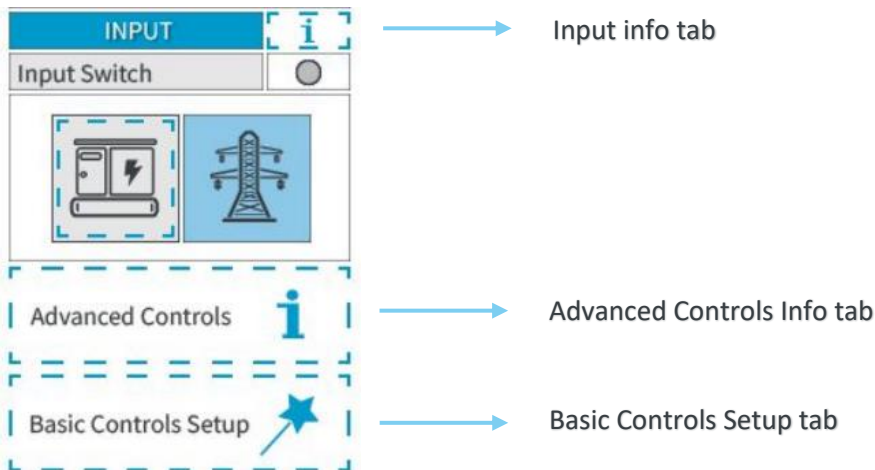 INPUT i
Input info tab
Input Switch
Advanced Controls i
Advanced Controls Info tab
Basic Controls Setup
Basic Controls Setup tab